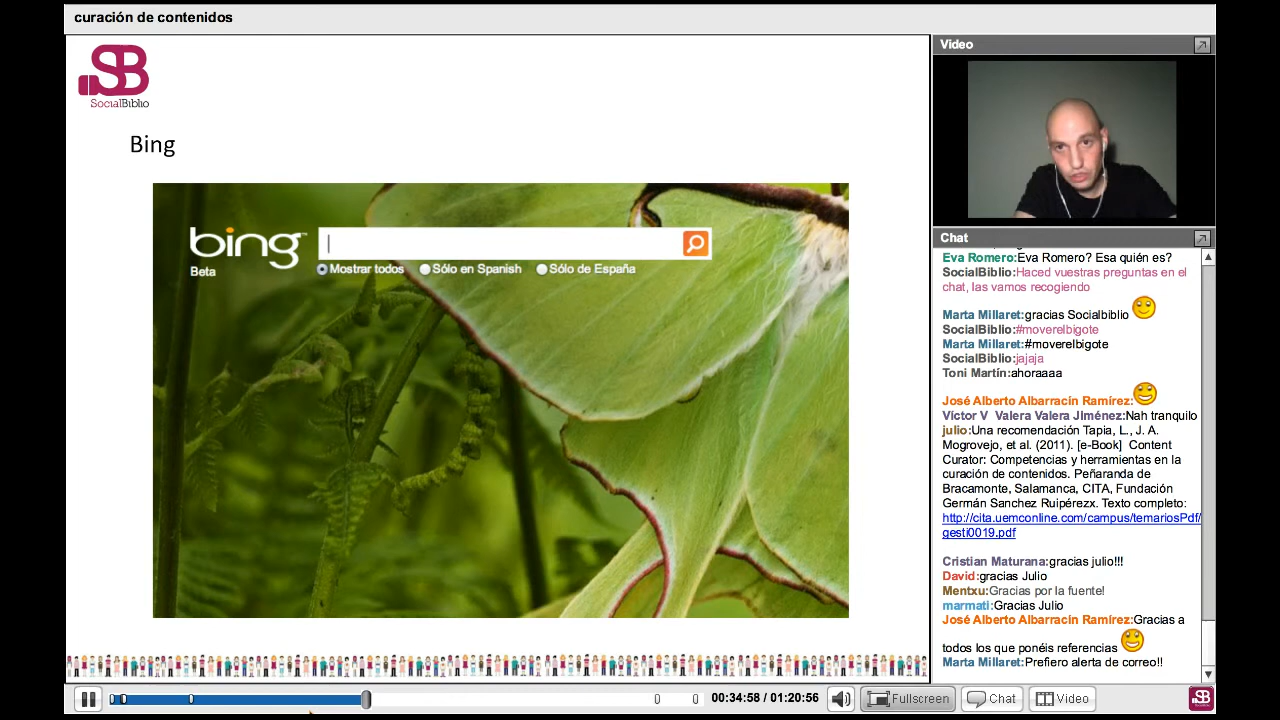 curación de contenidos
SB
SocialBiblio
Bing
bing™
Beta
Mostrar todos Sólo en Spanish Sólo de España
Video
Chat
Eva Romero:Eva Romero? Esa quién es?
SocialBiblio:Haced vuestras preguntas en el
chat, las vamos recogiendo
Marta Millaret:gracias Socialbiblio
SocialBiblio:#moverelbigote
Marta Millaret:#moverelbigote
SocialBiblio:jajaja
Toni Martín:ahoraaaa
José Alberto Albarracín Ramírez:
Víctor V Valera Valera JIménez:Nah tranquilo
julio:Una recomendación Tapia, L., J. A.
Mogrovejo, et al. (2011). [e-Book] Content
Curator: Competencias y herramientas en la
curación de contenidos. Peñaranda de
Bracamonte, Salamanca, CITA, Fundación
Germán Sanchez Ruipérezx. Texto completo:
http://cita.uemconline.com/campus/temariosPdf/
gesti0019.pdf
Cristian Maturana:gracias julio!!!
David:gracias Julio
Mentxu:Gracias por la fuente!
marmati:Gracias Julio
José Alberto Albarracín Ramírez:Gracias a
todos los que ponéis referencias
Marta Millaret:Prefiero alerta de correo!!
00:34:58 / 01:20:56
Fullscreen
Chat
Video
SB